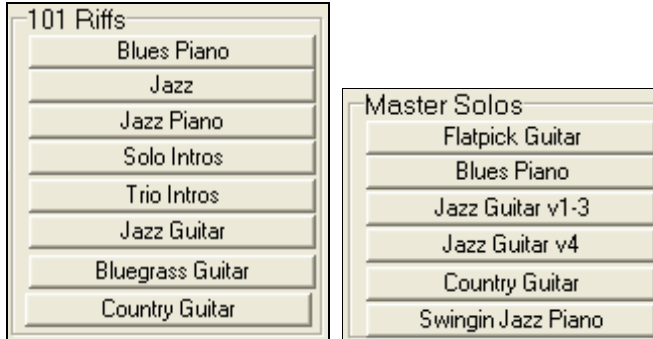 101 Riffs
Blues Piano
Jazz
Jazz Piano
Solo Intros
Trio Intros
Jazz Guitar
Bluegrass Guitar
Country Guitar
Master Solos
Flatpick Guitar
Blues Piano
Jazz Guitar v1-3
Jazz Guitar v4
Country Guitar
Swingin Jazz Piano